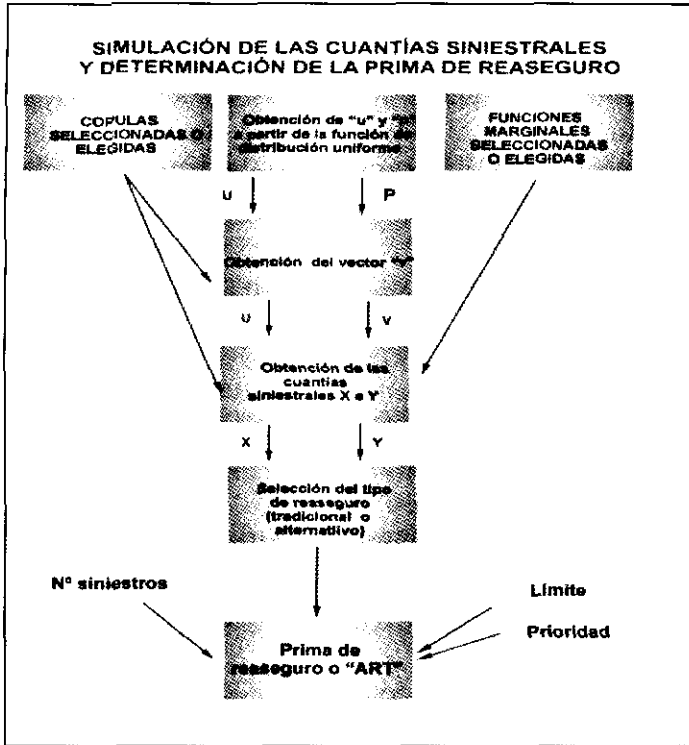 SIMULACIÓN DE LAS CUANTÍAS SINIESTRALES
Y DETERMINACIÓN DE LA PRIMA DE REASEGURO
COPULAS
SELECCIONADAS O
ELEGIDAS
Obtención de "u" y "p"
a partir de la función de
distribución uniforme
FUNCIONES
MARGINALES
SELECCIONADAS
O ELEGIDAS
U
P
Obtención del vector "v"
U
V
Obtención de las
cuantías
siniestrales X e Y
X
Y
Selección del tipo
de reaseguro
(tradicional o
alternativo)
Nº siniestros
Límite
Prioridad
Prima de
reaseguro o "ART"